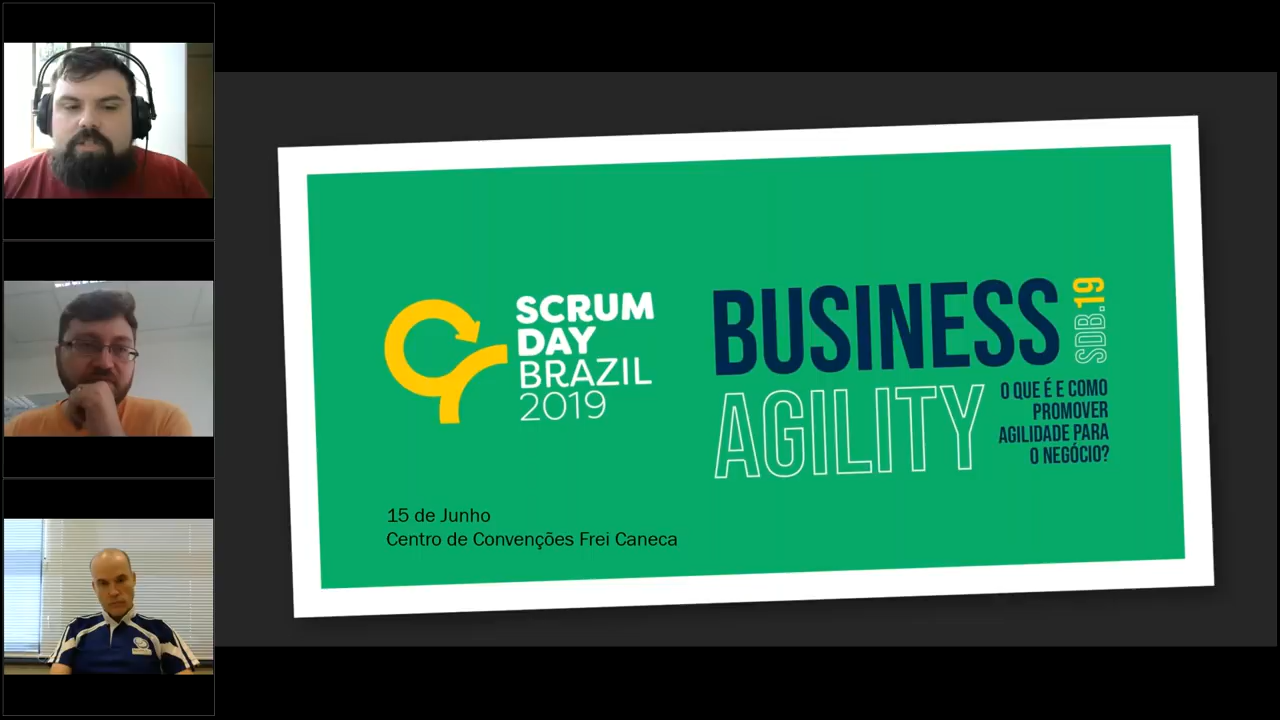 SCRUM
DAY
BRAZIL
2019
BUSINESS
AGILITY
SDB.19
O QUE É E COMO
PROMOVER
AGILIDADE PARA
O NEGÓCIO?
15 de Junho
Centro de Convenções Frei Caneca